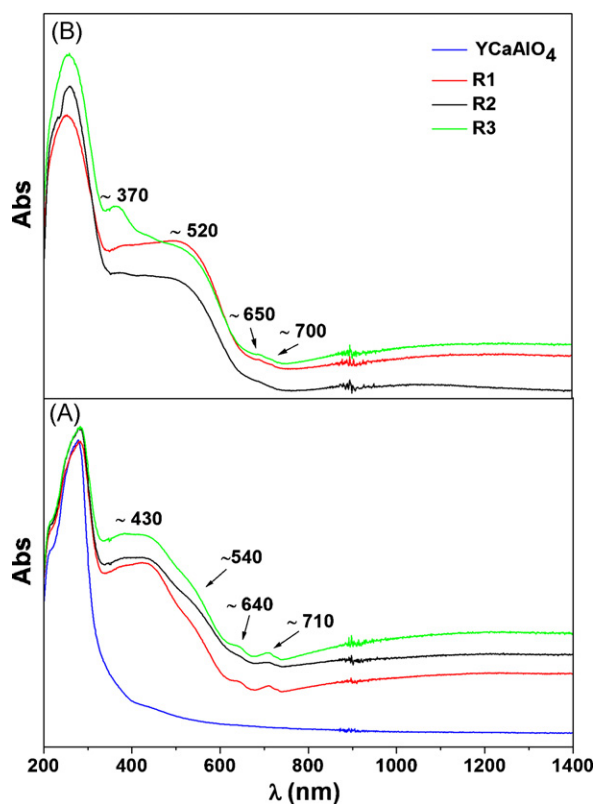 (B)
YCaAlO4
R1
R2
R3
Abs
~ 370
~ 520
~ 650
~ 700
(A)
Abs
~ 430
~540
~ 640
~ 710
200 400 600 800 1000 1200 1400
λ (nm)